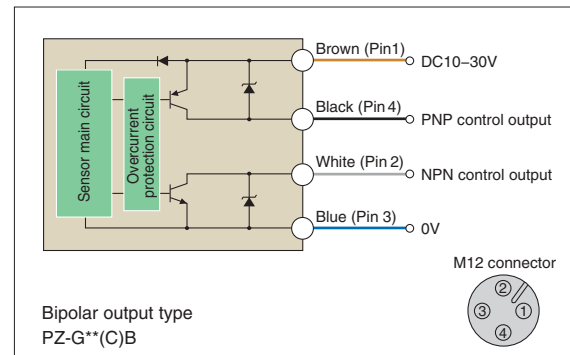 Brown (Pin1)
DC10–30V
Black (Pin 4)
PNP control output
White (Pin 2)
NPN control output
Blue (Pin 3)
0V
Sensor main circuit
Overcurrent
protection circuit
M12 connector
2
3
1
4
Bipolar output type
PZ-G**(C)B